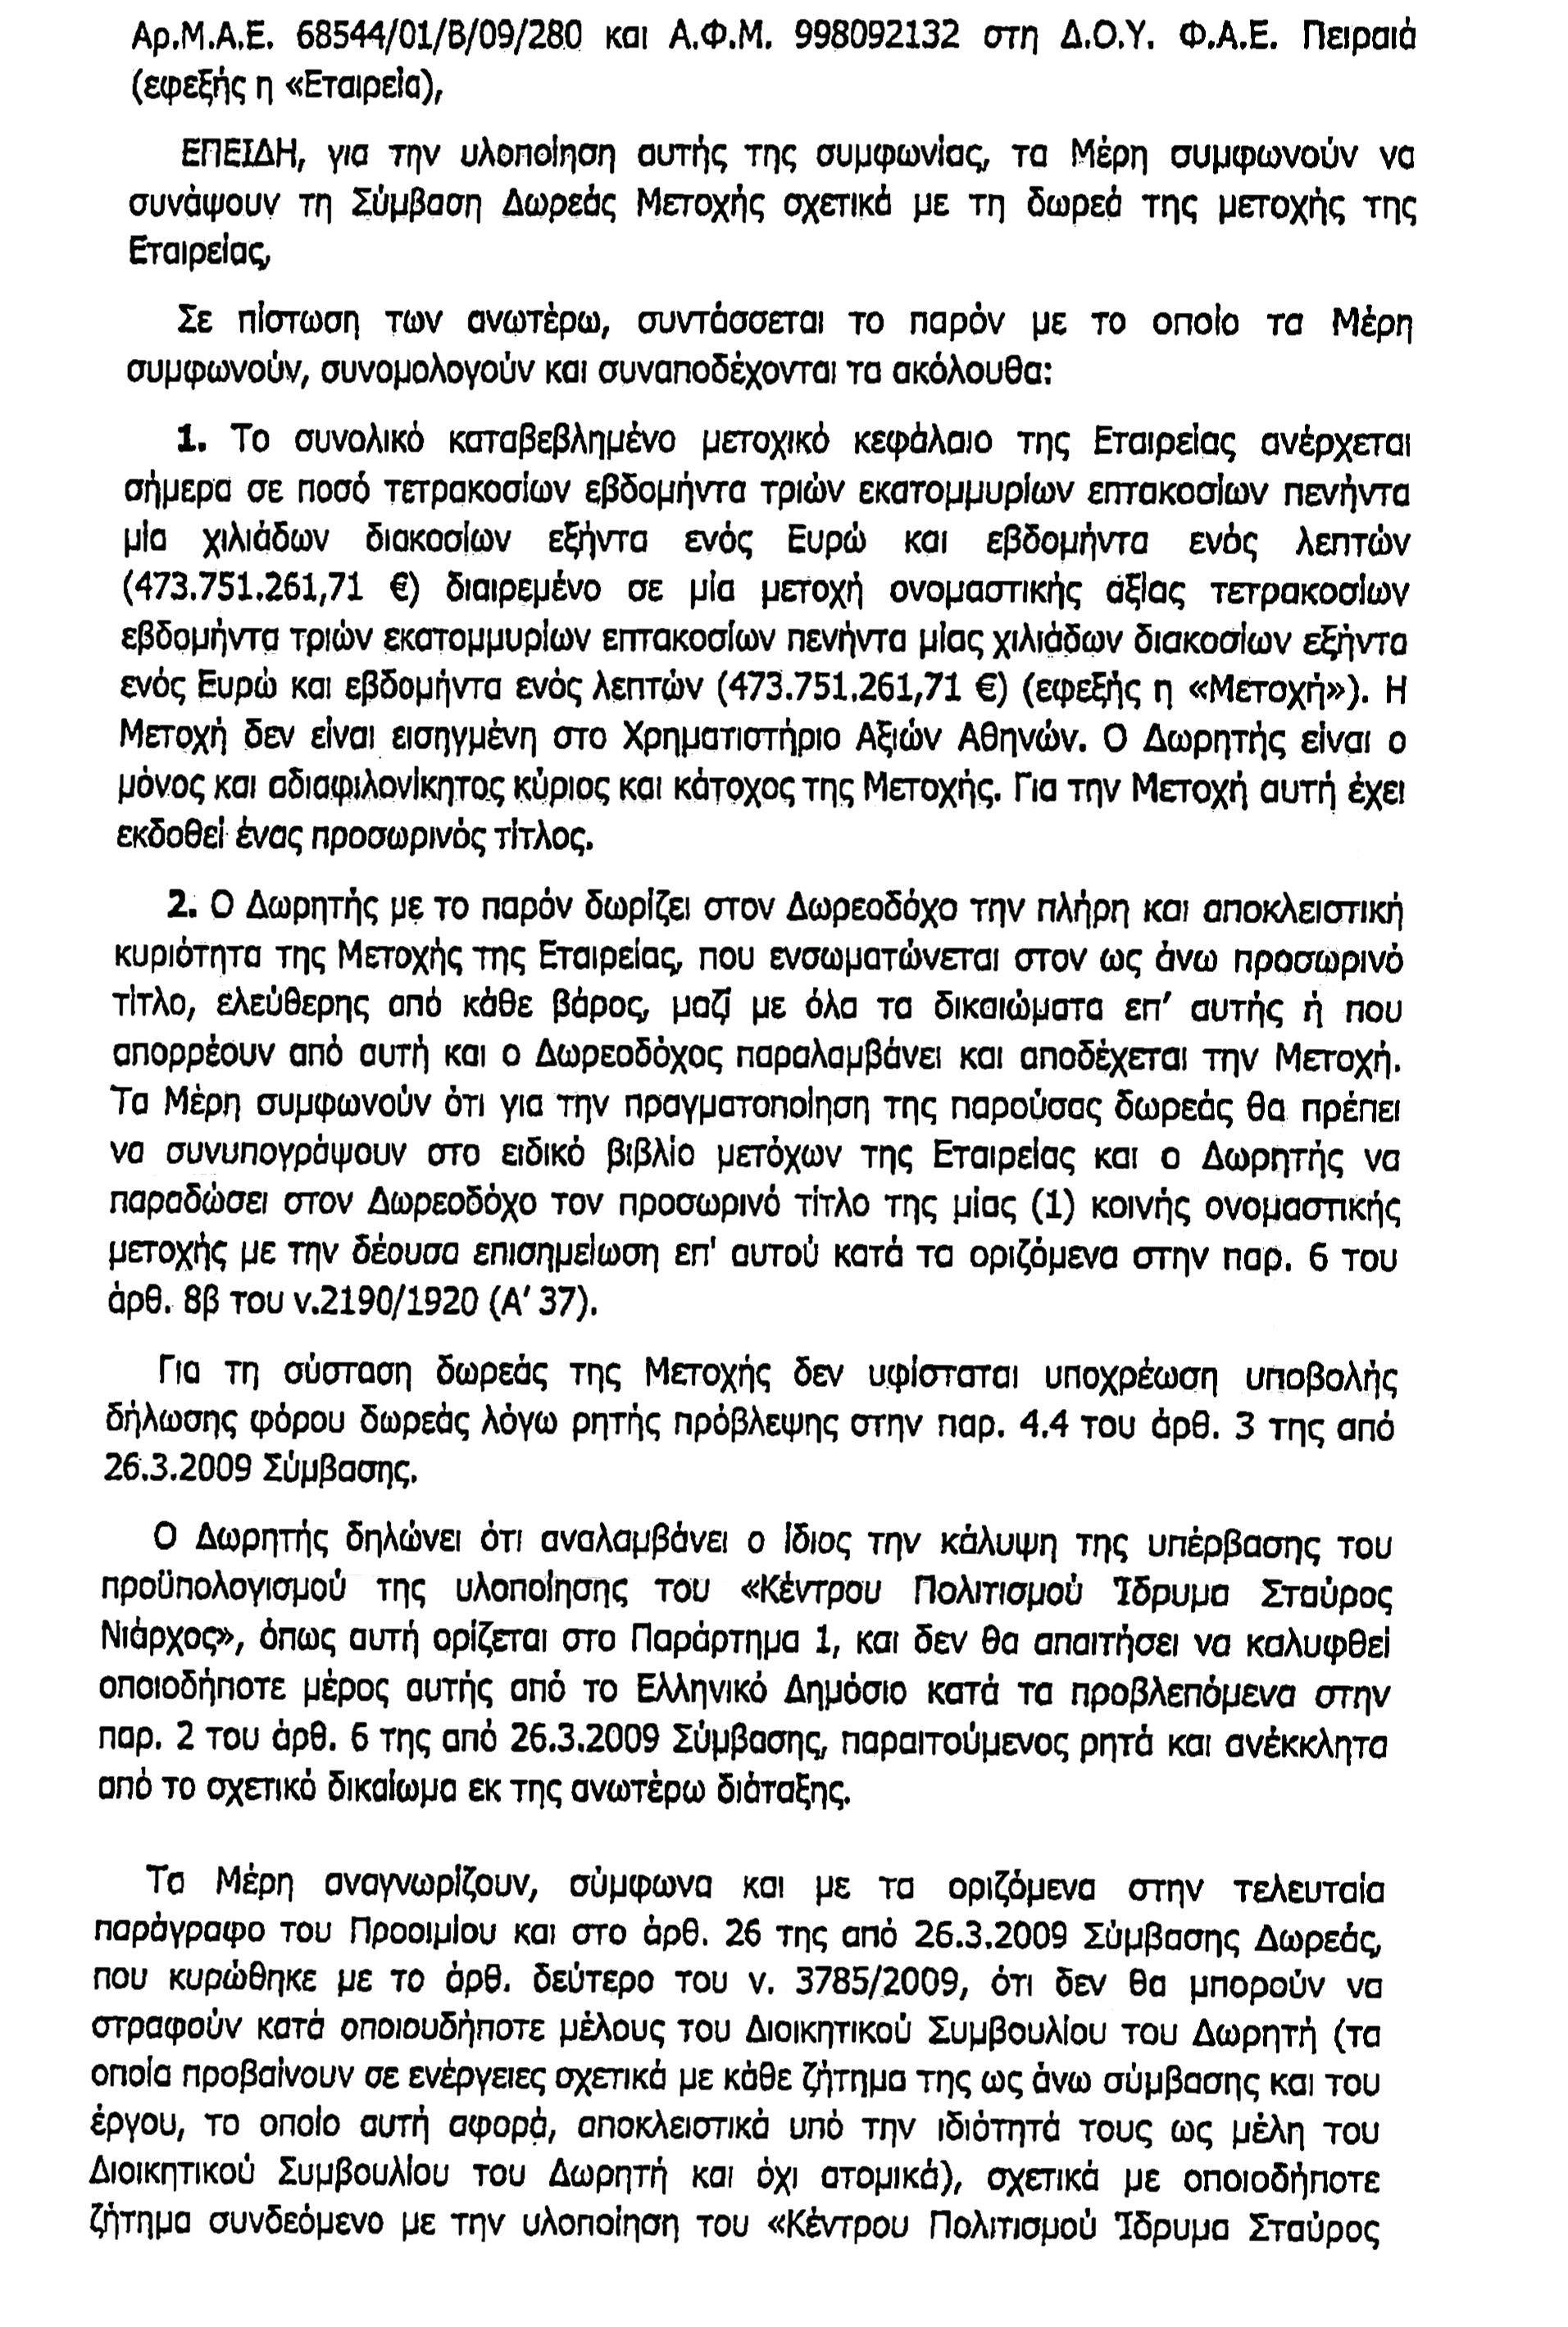 Αρ.Μ.Α.Ε. 68544/01/Β/09/280 και Α.Φ.Μ. 998092132 στη Δ.Ο.Υ. Φ.Α.Ε. Πειραιά
(εφεξής η «Εταιρεία),
ΕΠΕΙΔΗ, για την υλοποίηση αυτής της συμφωνίας, τα Μέρη συμφωνούν να
συνάψουν τη Σύμβαση Δωρεάς Μετοχής σχετικά με τη δωρεά της μετοχής της
Εταιρείας,
Σε πίστωση των ανωτέρω, συντάσσεται το παρόν με το οποίο τα Μέρη
συμφωνούν, συνομολογούν και συναποδέχονται τα ακόλουθα:
1. Το συνολικό καταβεβλημένο μετοχικό κεφάλαιο της Εταιρείας ανέρχεται
σήμερα σε ποσό τετρακοσίων εβδομήντα τριών εκατομμυρίων επτακοσίων πενήντα
μία χιλιάδων διακοσίων εξήντα ενός Ευρώ και εβδομήντα ενός λεπτών
(473.751.261,71 €) διαιρεμένο σε μία μετοχή ονομαστικής αξίας τετρακοσίων
εβδομήντα τριών εκατομμυρίων επτακοσίων πενήντα μίας χιλιάδων διακοσίων εξήντα
ενός Ευρώ και εβδομήντα ενός λεπτών (473.751.261,71 €) (εφεξής η «Μετοχή»). Η
Μετοχή δεν είναι εισηγμένη στο Χρηματιστήριο Αξιών Αθηνών. Ο Δωρητής είναι ο
μόνος και αδιαφιλονίκητος κύριος και κάτοχος της Μετοχής. Για την Μετοχή αυτή έχει
εκδοθεί ένας προσωρινός τίτλος.
2. Ο Δωρητής με το παρόν δωρίζει στον Δωρεοδόχο την πλήρη και αποκλειστική
κυριότητα της Μετοχής της Εταιρείας, που ενσωματώνεται στον ως άνω προσωρινό
τίτλο, ελεύθερης από κάθε βάρος, μαζί με όλα τα δικαιώματα επ' αυτής ή που
απορρέουν από αυτή και ο Δωρεοδόχος παραλαμβάνει και αποδέχεται την Μετοχή.
Τα Μέρη συμφωνούν ότι για την πραγματοποίηση της παρούσας δωρεάς θα πρέπει
να συνυπογράψουν στο ειδικό βιβλίο μετόχων της Εταιρείας και ο Δωρητής να
παραδώσει στον Δωρεοδόχο τον προσωρινό τίτλο της μίας (1) κοινής ονομαστικής
μετοχής με την δέουσα επισημείωση επ' αυτού κατά τα οριζόμενα στην παρ. 6 του
άρθ. 8β του ν.2190/1920 (Α' 37).
Για τη σύσταση δωρεάς της Μετοχής δεν υφίσταται υποχρέωση υποβολής
δήλωσης φόρου δωρεάς λόγω ρητής πρόβλεψης στην παρ. 4.4 του άρθ. 3 της από
26.3.2009 Σύμβασης.
Ο Δωρητής δηλώνει ότι αναλαμβάνει ο ίδιος την κάλυψη της υπέρβασης του
προϋπολογισμού της υλοποίησης του «Κέντρου Πολιτισμού Ίδρυμα Σταύρος
Νιάρχος», όπως αυτή ορίζεται στο Παράρτημα 1, και δεν θα απαιτήσει να καλυφθεί
οποιοδήποτε μέρος αυτής από το Ελληνικό Δημόσιο κατά τα προβλεπόμενα στην
παρ. 2 του άρθ. 6 της από 26.3.2009 Σύμβασης, παραιτούμενος ρητά και ανέκκλητα
από το σχετικό δικαίωμα εκ της ανωτέρω διάταξης.
Τα Μέρη αναγνωρίζουν, σύμφωνα και με τα οριζόμενα στην τελευταία
παράγραφο του Προοιμίου και στο άρθ. 26 της από 26.3.2009 Σύμβασης Δωρεάς,
που κυρώθηκε με το άρθ. δεύτερο του ν. 3785/2009, ότι δεν θα μπορούν να
στραφούν κατά οποιουδήποτε μέλους του Διοικητικού Συμβουλίου του Δωρητή (τα
οποία προβαίνουν σε ενέργειες σχετικά με κάθε ζήτημα της ως άνω σύμβασης και του
έργου, το οποίο αυτή αφορά, αποκλειστικά υπό την ιδιότητά τους ως μέλη του
Διοικητικού Συμβουλίου του Δωρητή και όχι ατομικά), σχετικά με οποιοδήποτε
ζήτημα συνδεόμενο με την υλοποίηση του «Κέντρου Πολιτισμού Ίδρυμα Σταύρος